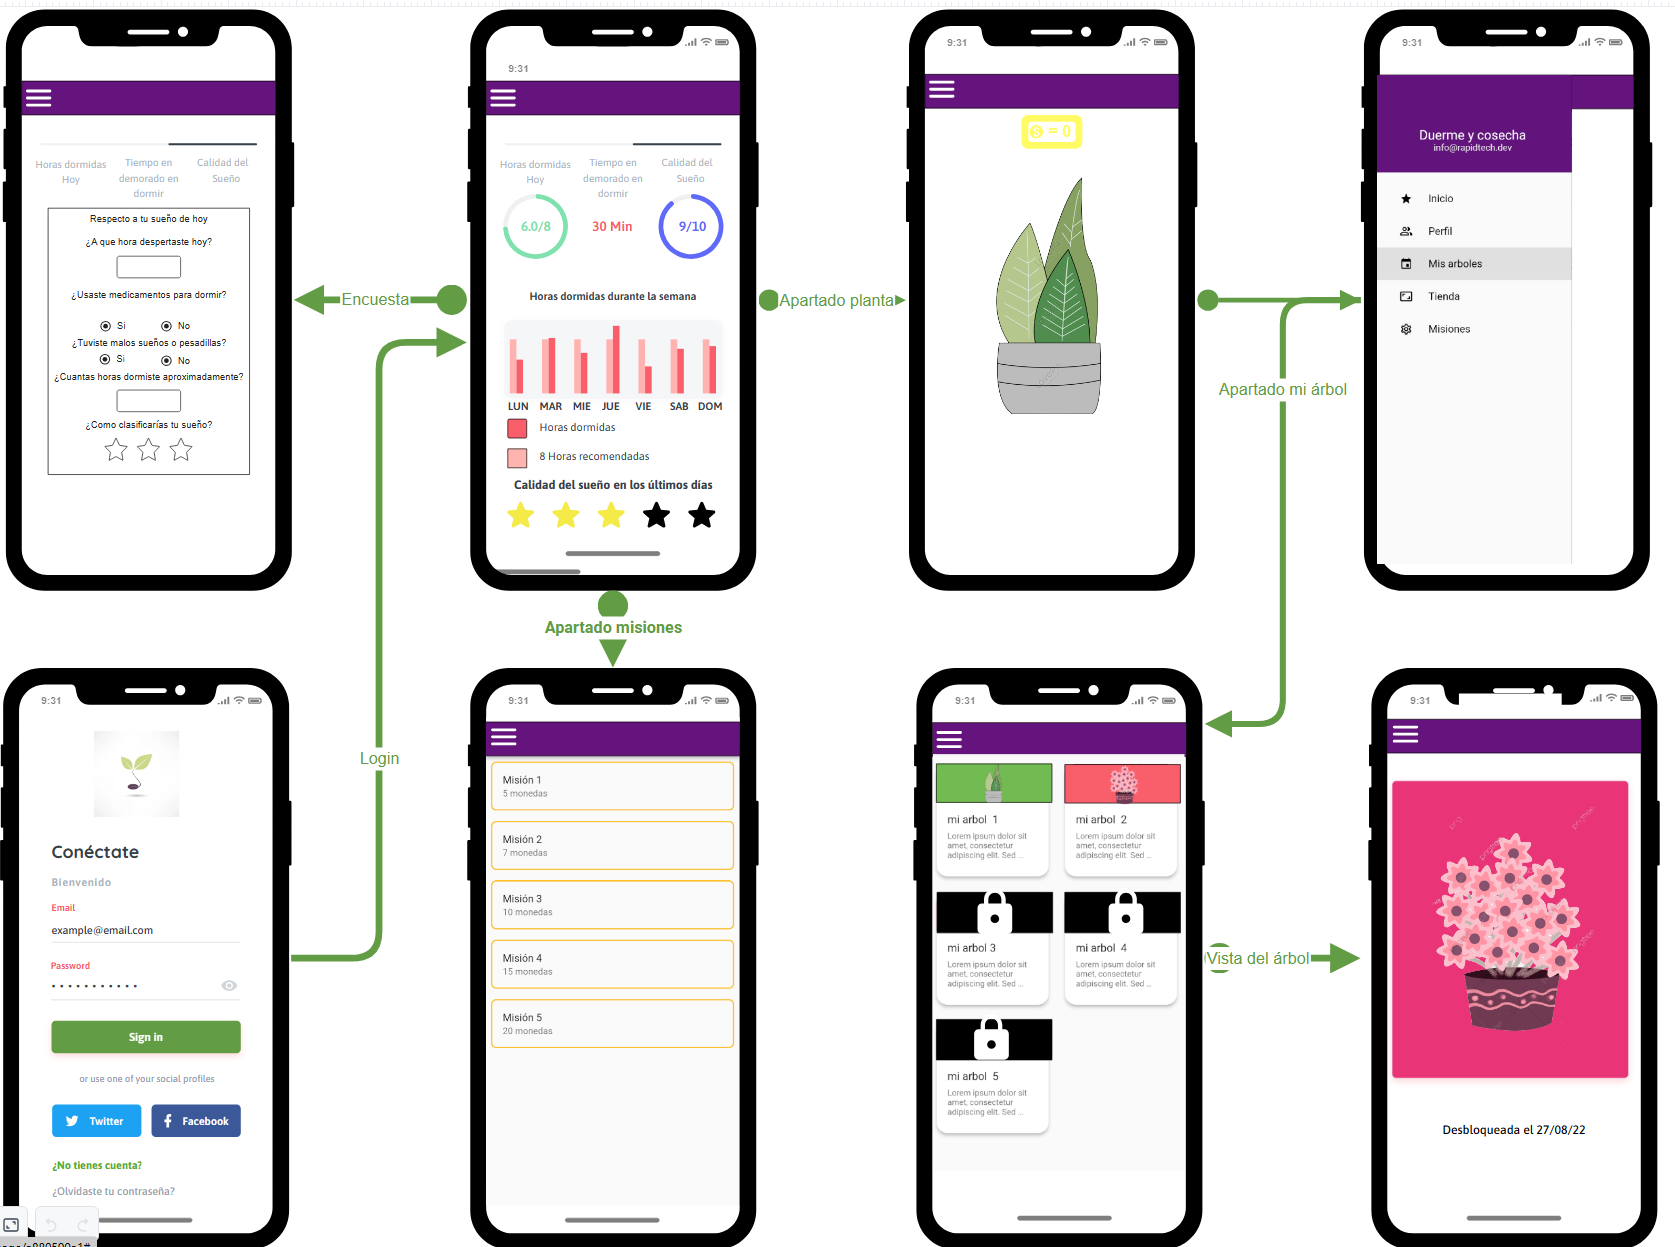 Horas dormidas
Hoy
Tiempo en
demorado en
dormir
Calidad del
Sueño
Respecto a tu sueño de hoy
¿A que hora despertaste hoy?
¿Usaste medicamentos para dormir?
Si
No
¿Tuviste malos sueños o pesadillas?
Si
No
¿Cuantas horas dormiste aproximadamente?
¿Como clasificarías tu sueño?
Encuesta
9:31
Horas dormidas
Hoy
Tiempo en
demorado en
dormir
Calidad del
Sueño
6.0/8
30 Min
9/10
Horas dormidas durante la semana
LUN MAR MIE JUE VIE SAB DOM
Horas dormidas
8 Horas recomendadas
Calidad del sueño en los últimos días
Apartado planta
9:31
= 0
Apartado mi árbol
9:31
Duerme y cosecha
info@rapidtech.dev
Inicio
Perfil
Mis arboles
Tienda
Misiones
Apartado misiones
Login
9:31
Conéctate
Bienvenido
Email
example@email.com
Password
Sign in
or use one of your social profiles
Twitter
Facebook
¿No tienes cuenta?
¿Olvidaste tu contraseña?
9:31
Misión 1
5 monedas
Misión 2
7 monedas
Misión 3
10 monedas
Misión 4
15 monedas
Misión 5
20 monedas
9:31
mi arbol 1
Lorem ipsum dolor sit
amet, consectetur
adipiscing elit. Sed ...
mi arbol 2
Lorem ipsum dolor sit
amet, consectetur
adipiscing elit. Sed ...
mi arbol 3
Lorem ipsum dolor sit
amet, consectetur
adipiscing elit. Sed ...
mi arbol 4
Lorem ipsum dolor sit
amet, consectetur
adipiscing elit. Sed ...
mi arbol 5
Lorem ipsum dolor sit
amet, consectetur
adipiscing elit. Sed ...
Vista del árbol
9:31
Desbloqueada el 27/08/22